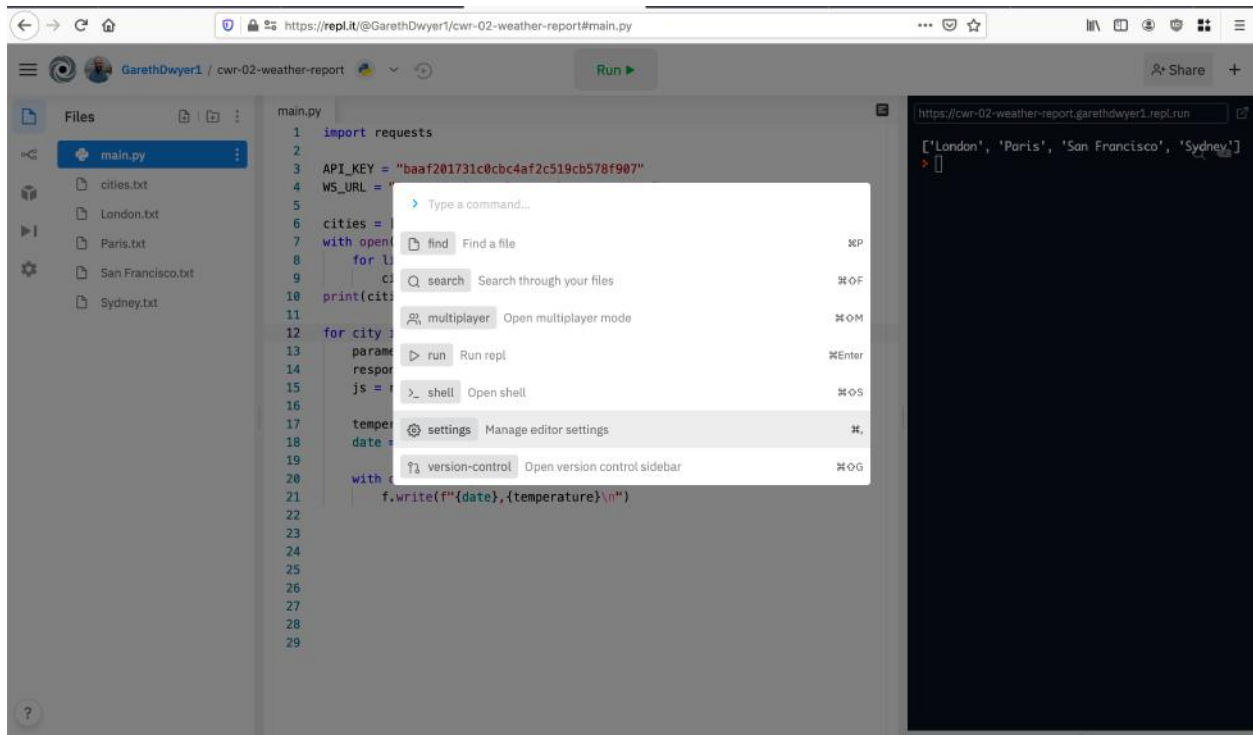 https://repl.it/@GarethDwyer1/cwr-02-weather-report#main.py
GarethDwyer1 / cwr-02-weather-report
Run
Share
Files
main.py
cities.txt
London.txt
Paris.txt
San Francisco.txt
Sydney.txt
main.py
1 import requests
2
3 API_KEY = "baaf201731c0cbc4af2c519cb578f907"
4 WS_URL = "
5
6 cities = [
7 with open(
8 for li
9 ci
10 print(citi
11
12 for city i
13 parame
14 respon
15 js = r
16
17 temper
18 date =
19
20 with o
21 f.write(f"{date},{temperature}\n")
22
23
24
25
26
27
28
29
> Type a command...
find Find a file ⌘P
search Search through your files ⌘⇧F
multiplayer Open multiplayer mode ⌘⇧M
run Run repl ⌘Enter
>_ shell Open shell ⌘⇧S
settings Manage editor settings ⌘,
version-control Open version control sidebar ⌘⇧G
https://cwr-02-weather-report.garethdwyer1.repl.run
['London', 'Paris', 'San Francisco', 'Sydney']
>
?